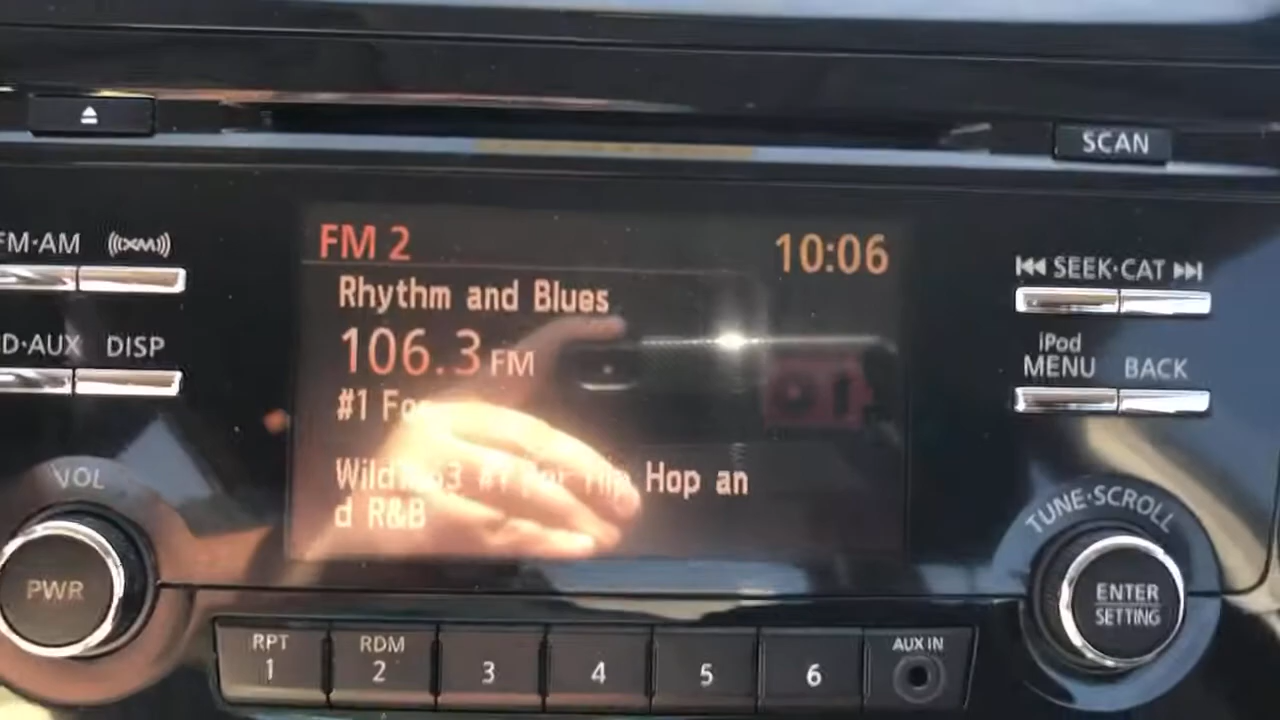 SCAN
FM·AM
((XM))
FM 2
10:06
SEEK·CAT
Rhythm and Blues
106.3 FM
D·AUX
DISP
iPod
MENU
BACK
#1 For
Hop an
d R&B
VOL
TUNE·SCROLL
PWR
ENTER
SETTING
RPT
1
RDM
2
3
4
5
6
AUX IN